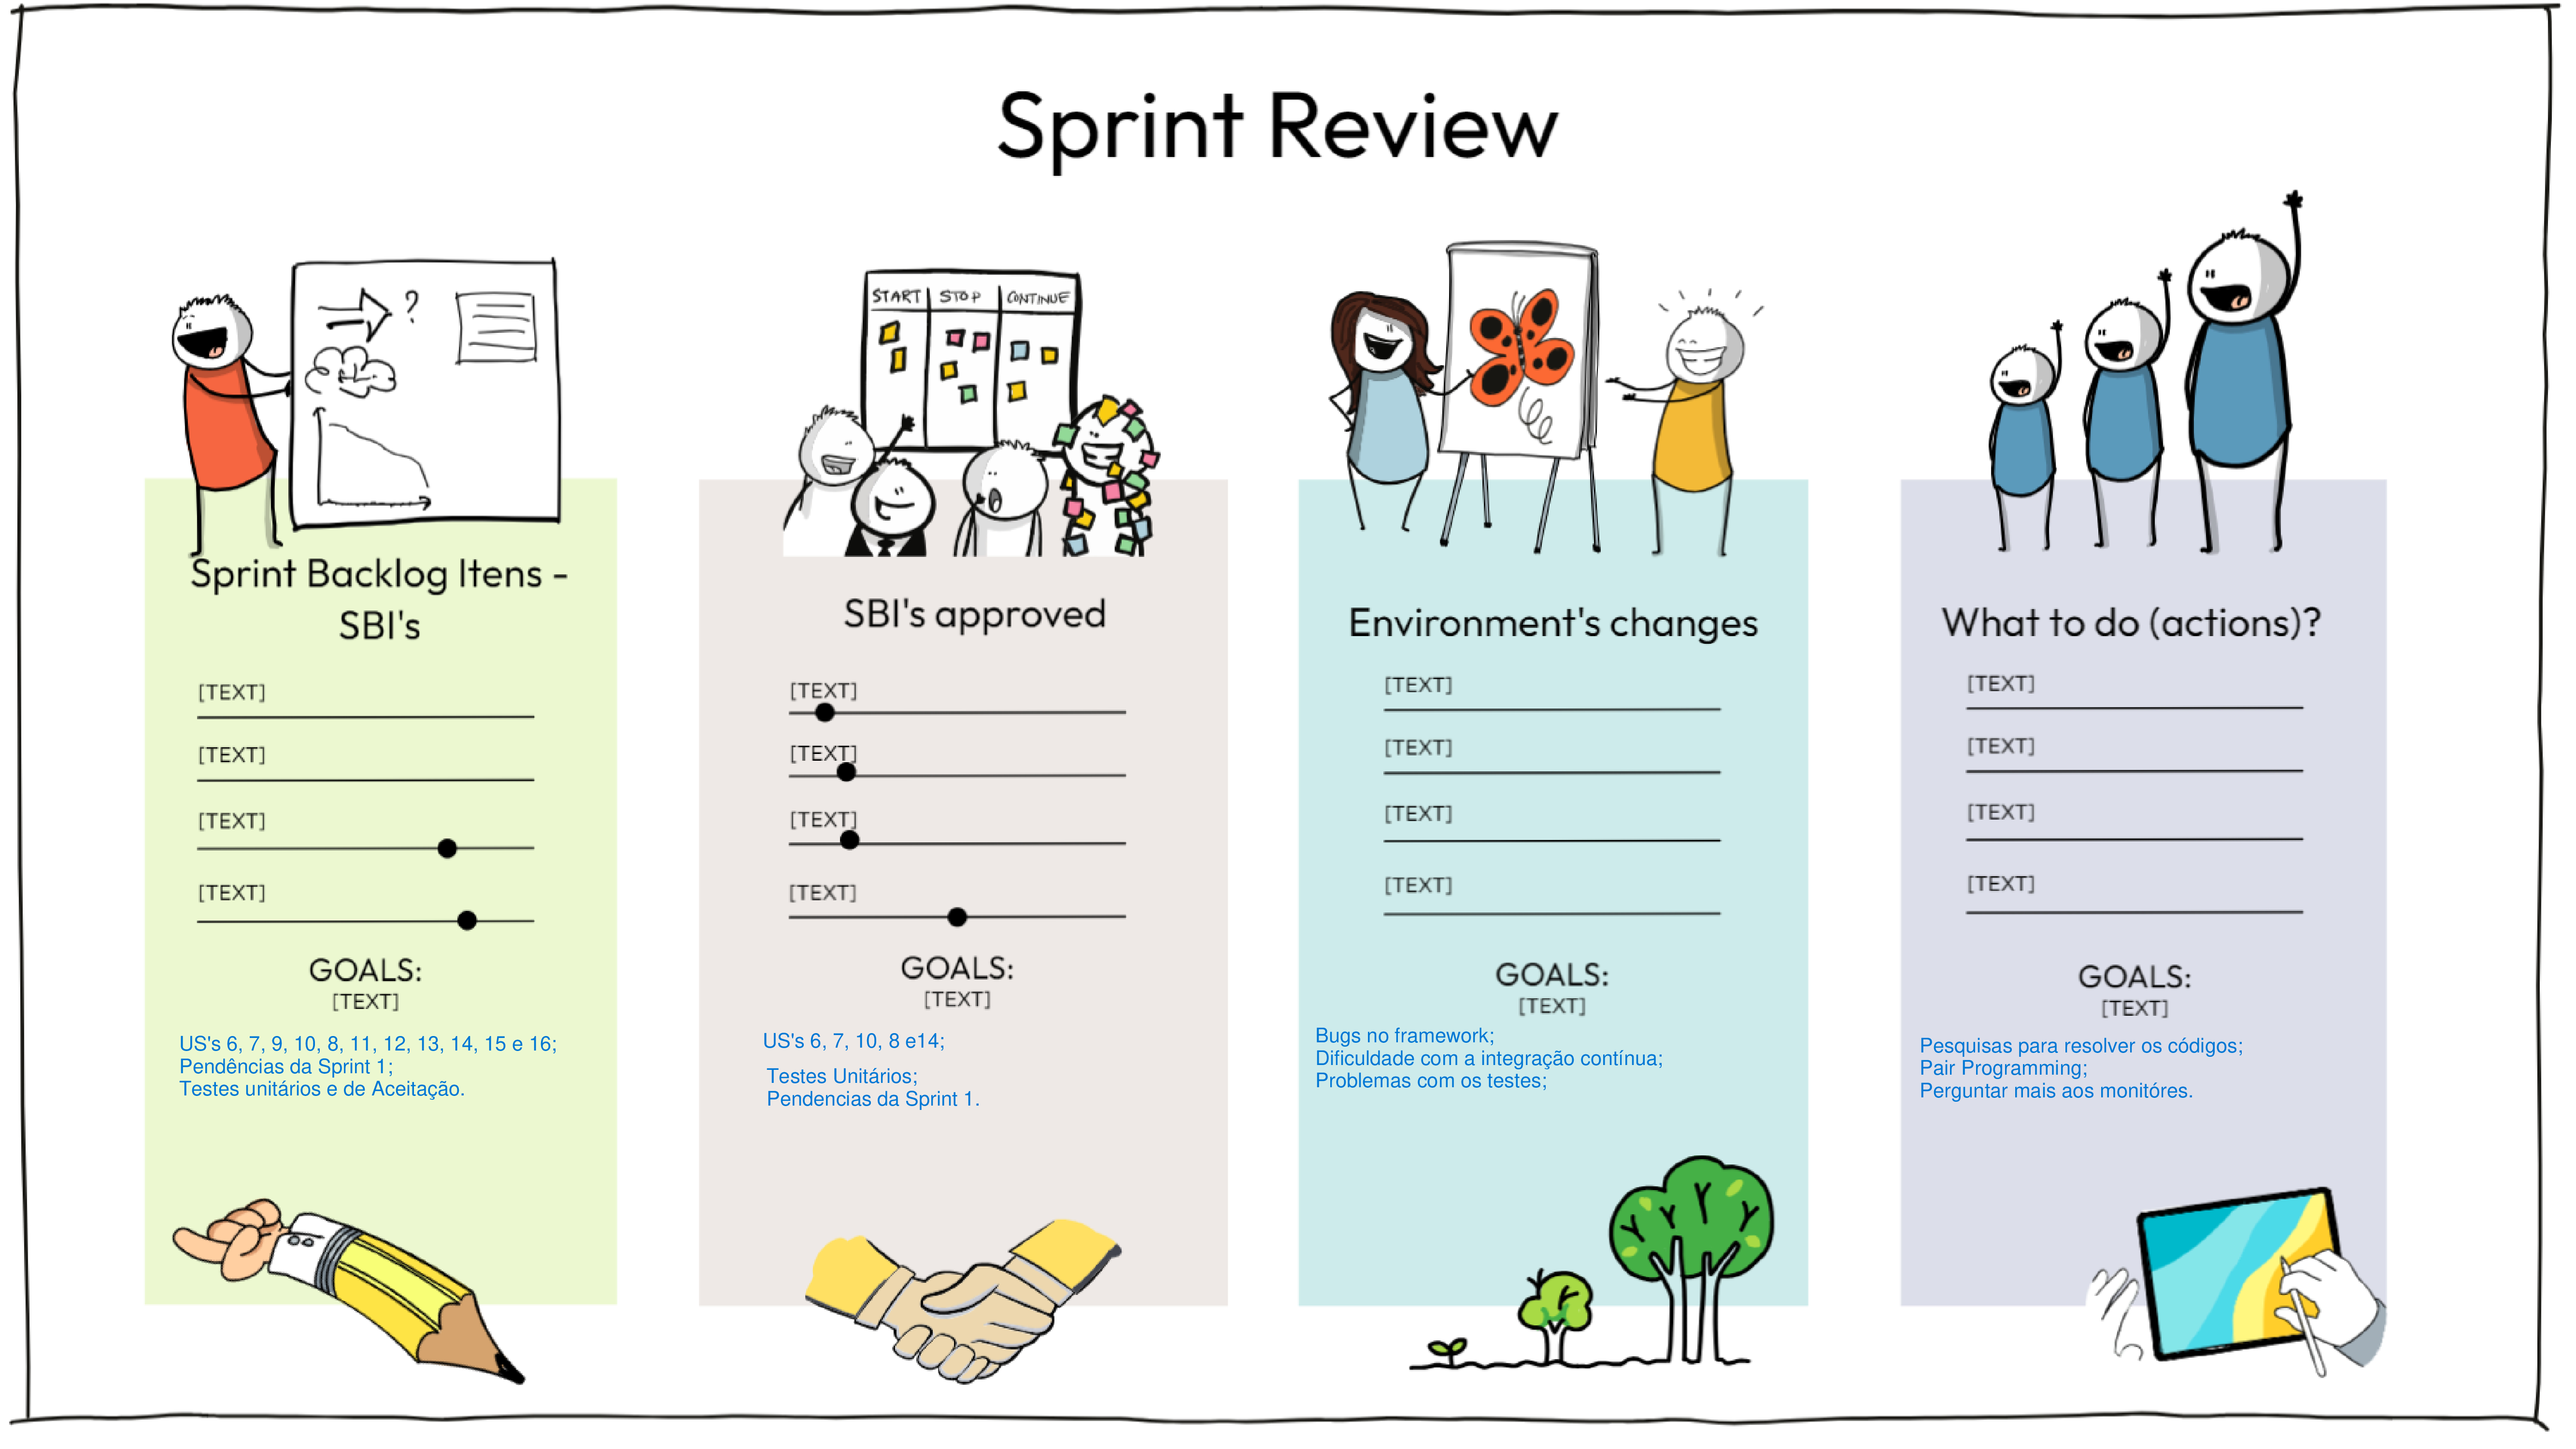 Sprint Review
START STOP CONTINUE
?
Sprint Backlog Itens -
SBI's
[TEXT]
[TEXT]
[TEXT]
[TEXT]
GOALS:
[TEXT]
US's 6, 7, 9, 10, 8, 11, 12, 13, 14, 15 e 16;
Pendências da Sprint 1;
Testes unitários e de Aceitação.
SBI's approved
[TEXT]
[TEXT]
[TEXT]
[TEXT]
GOALS:
[TEXT]
US's 6, 7, 10, 8 e14;
Testes Unitários;
Pendencias da Sprint 1.
Environment's changes
[TEXT]
[TEXT]
[TEXT]
[TEXT]
GOALS:
[TEXT]
Bugs no framework;
Dificuldade com a integração contínua;
Problemas com os testes;
What to do (actions)?
[TEXT]
[TEXT]
[TEXT]
[TEXT]
GOALS:
[TEXT]
Pesquisas para resolver os códigos;
Pair Programming;
Perguntar mais aos monitóres.